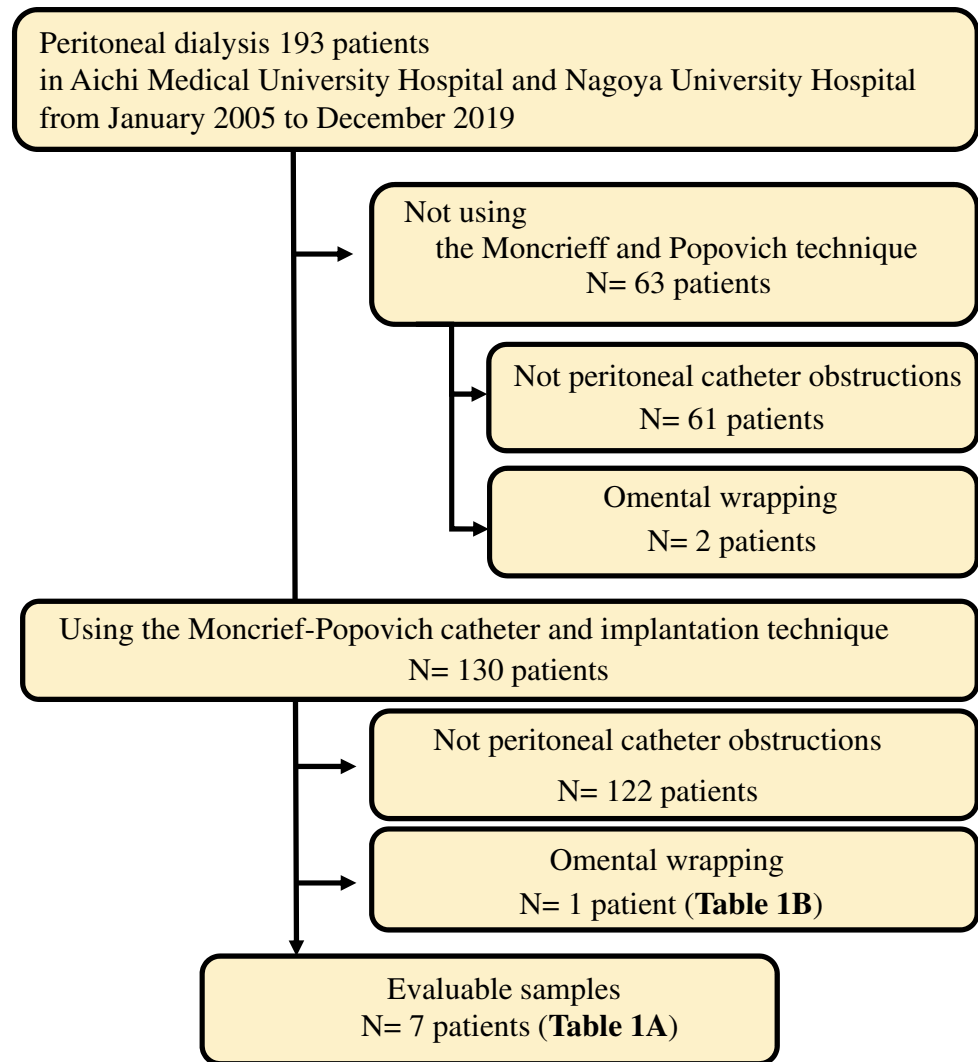 Peritoneal dialysis 193 patients
in Aichi Medical University Hospital and Nagoya University Hospital
from January 2005 to December 2019
Not using
the Moncrieff and Popovich technique
N= 63 patients
Not peritoneal catheter obstructions
N= 61 patients
Omental wrapping
N= 2 patients
Using the Moncrief-Popovich catheter and implantation technique
N= 130 patients
Not peritoneal catheter obstructions
N= 122 patients
Omental wrapping
N= 1 patient (Table 1B)
Evaluable samples
N= 7 patients (Table 1A)